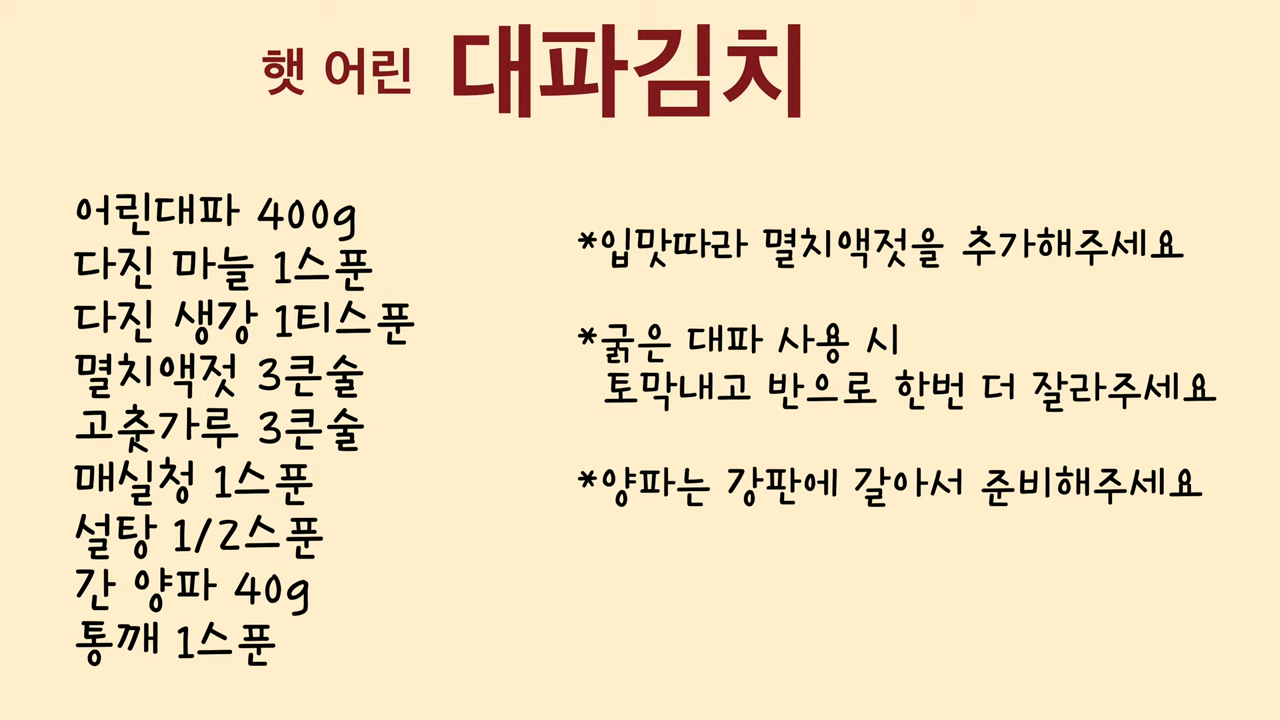 햇 어린 대파김치
어린대파 400g
다진 마늘 1스푼
다진 생강 1티스푼
멸치액젓 3큰술
고춧가루 3큰술
매실청 1스푼
설탕 1/2스푼
간 양파 40g
통깨 1스푼
*입맛따라 멸치액젓을 추가해주세요
*굵은 대파 사용 시
토막내고 반으로 한번 더 잘라주세요
*양파는 강판에 갈아서 준비해주세요